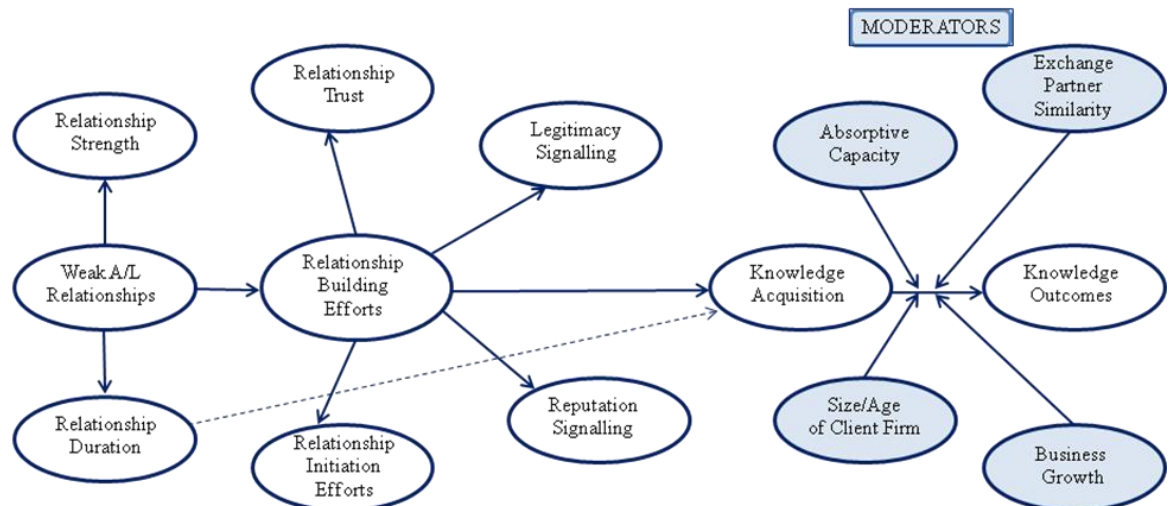 MODERATORS
Relationship
Trust
Exchange
Partner
Similarity
Relationship
Strength
Legitimacy
Signalling
Absorptive
Capacity
Weak A/L
Relationships
Relationship
Building
Efforts
Knowledge
Acquisition
Knowledge
Outcomes
Relationship
Duration
Relationship
Initiation
Efforts
Reputation
Signalling
Size/Age
of Client Firm
Business
Growth